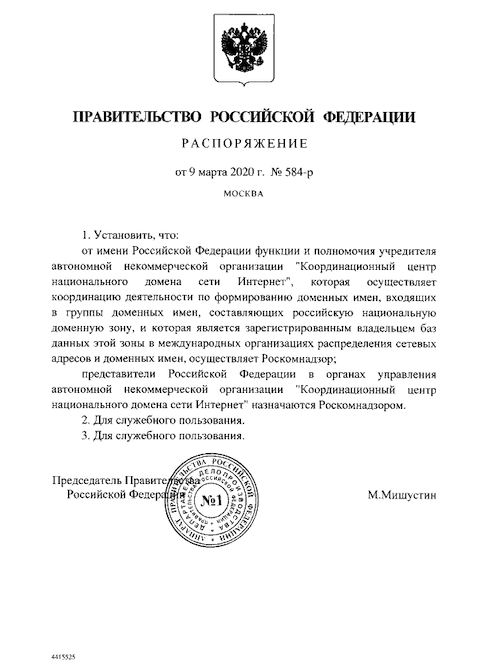 ПРАВИТЕЛЬСТВО РОССИЙСКОЙ ФЕДЕРАЦИИ
РАСПОРЯЖЕНИЕ
от 9 марта 2020 г. № 584-р
МОСКВА
1. Установить, что:
от имени Российской Федерации функции и полномочия учредителя
автономной некоммерческой организации "Координационный центр
национального домена сети Интернет", которая осуществляет
координацию деятельности по формированию доменных имен, входящих
в группы доменных имен, составляющих российскую национальную
доменную зону, и которая является зарегистрированным владельцем баз
данных этой зоны в международных организациях распределения сетевых
адресов и доменных имен, осуществляет Роскомнадзор;
представители Российской Федерации в органах управления
автономной некоммерческой организации "Координационный центр
национального домена сети Интернет" назначаются Роскомнадзором.
2. Для служебного пользования.
3. Для служебного пользования.
Председатель Правительства
Российской Федерации
М.Мишустин
АППАРАТ ПРАВИТЕЛЬСТВА РОССИЙСКОЙ ФЕДЕРАЦИИ
ДЕПАРТАМЕНТ ДЕЛОПРОИЗВОДСТВА
№1
4415525